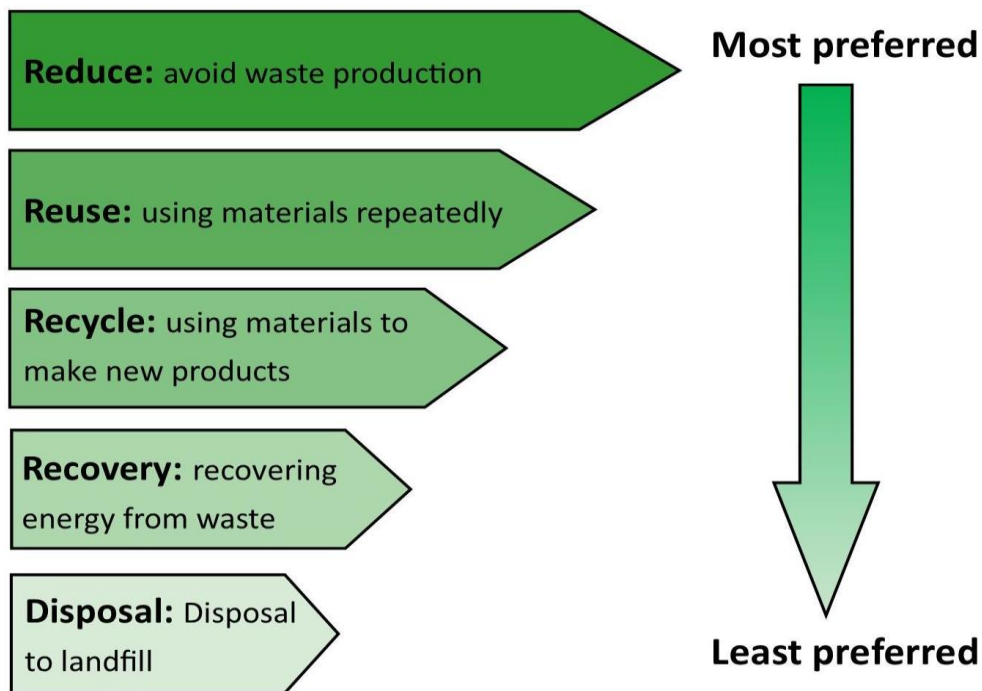 Reduce: avoid waste production
Reuse: using materials repeatedly
Recycle: using materials to
make new products
Recovery: recovering
energy from waste
Disposal: Disposal
to landfill
Most preferred
Least preferred